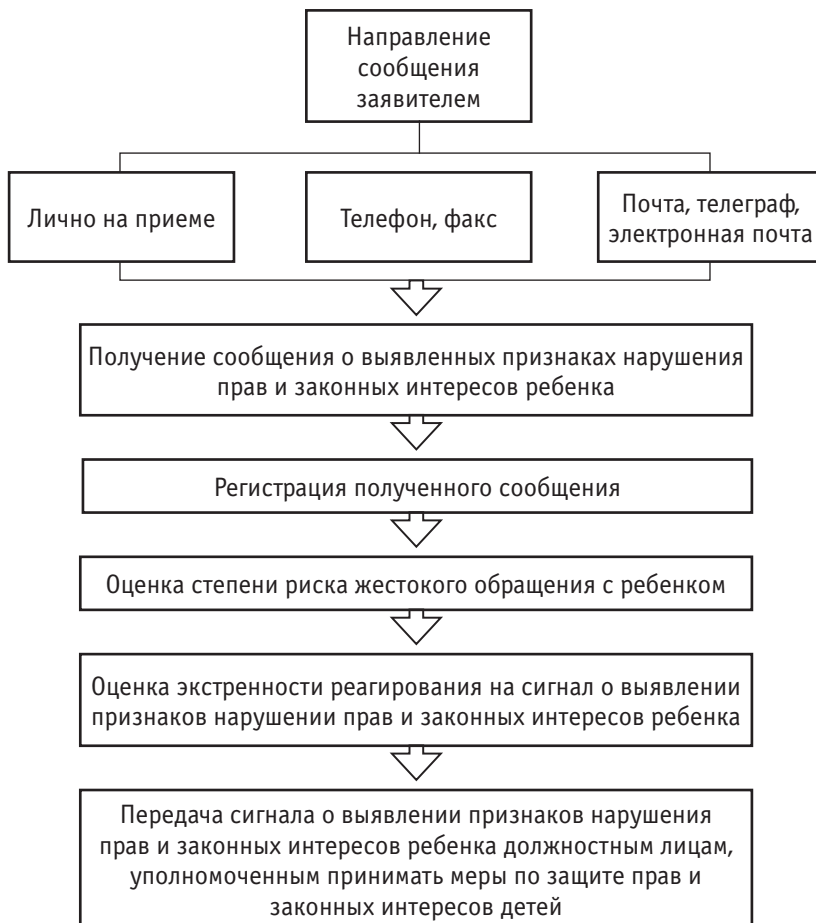 Направление
сообщения
заявителем
Лично на приеме
Телефон, факс
Почта, телеграф,
электронная почта
Получение сообщения о выявленных признаках нарушения
прав и законных интересов ребенка
Регистрация полученного сообщения
Оценка степени риска жестокого обращения с ребенком
Оценка экстренности реагирования на сигнал о выявлении
признаков нарушении прав и законных интересов ребенка
Передача сигнала о выявлении признаков нарушения
прав и законных интересов ребенка должностным лицам,
уполномоченным принимать меры по защите прав и
законных интересов детей